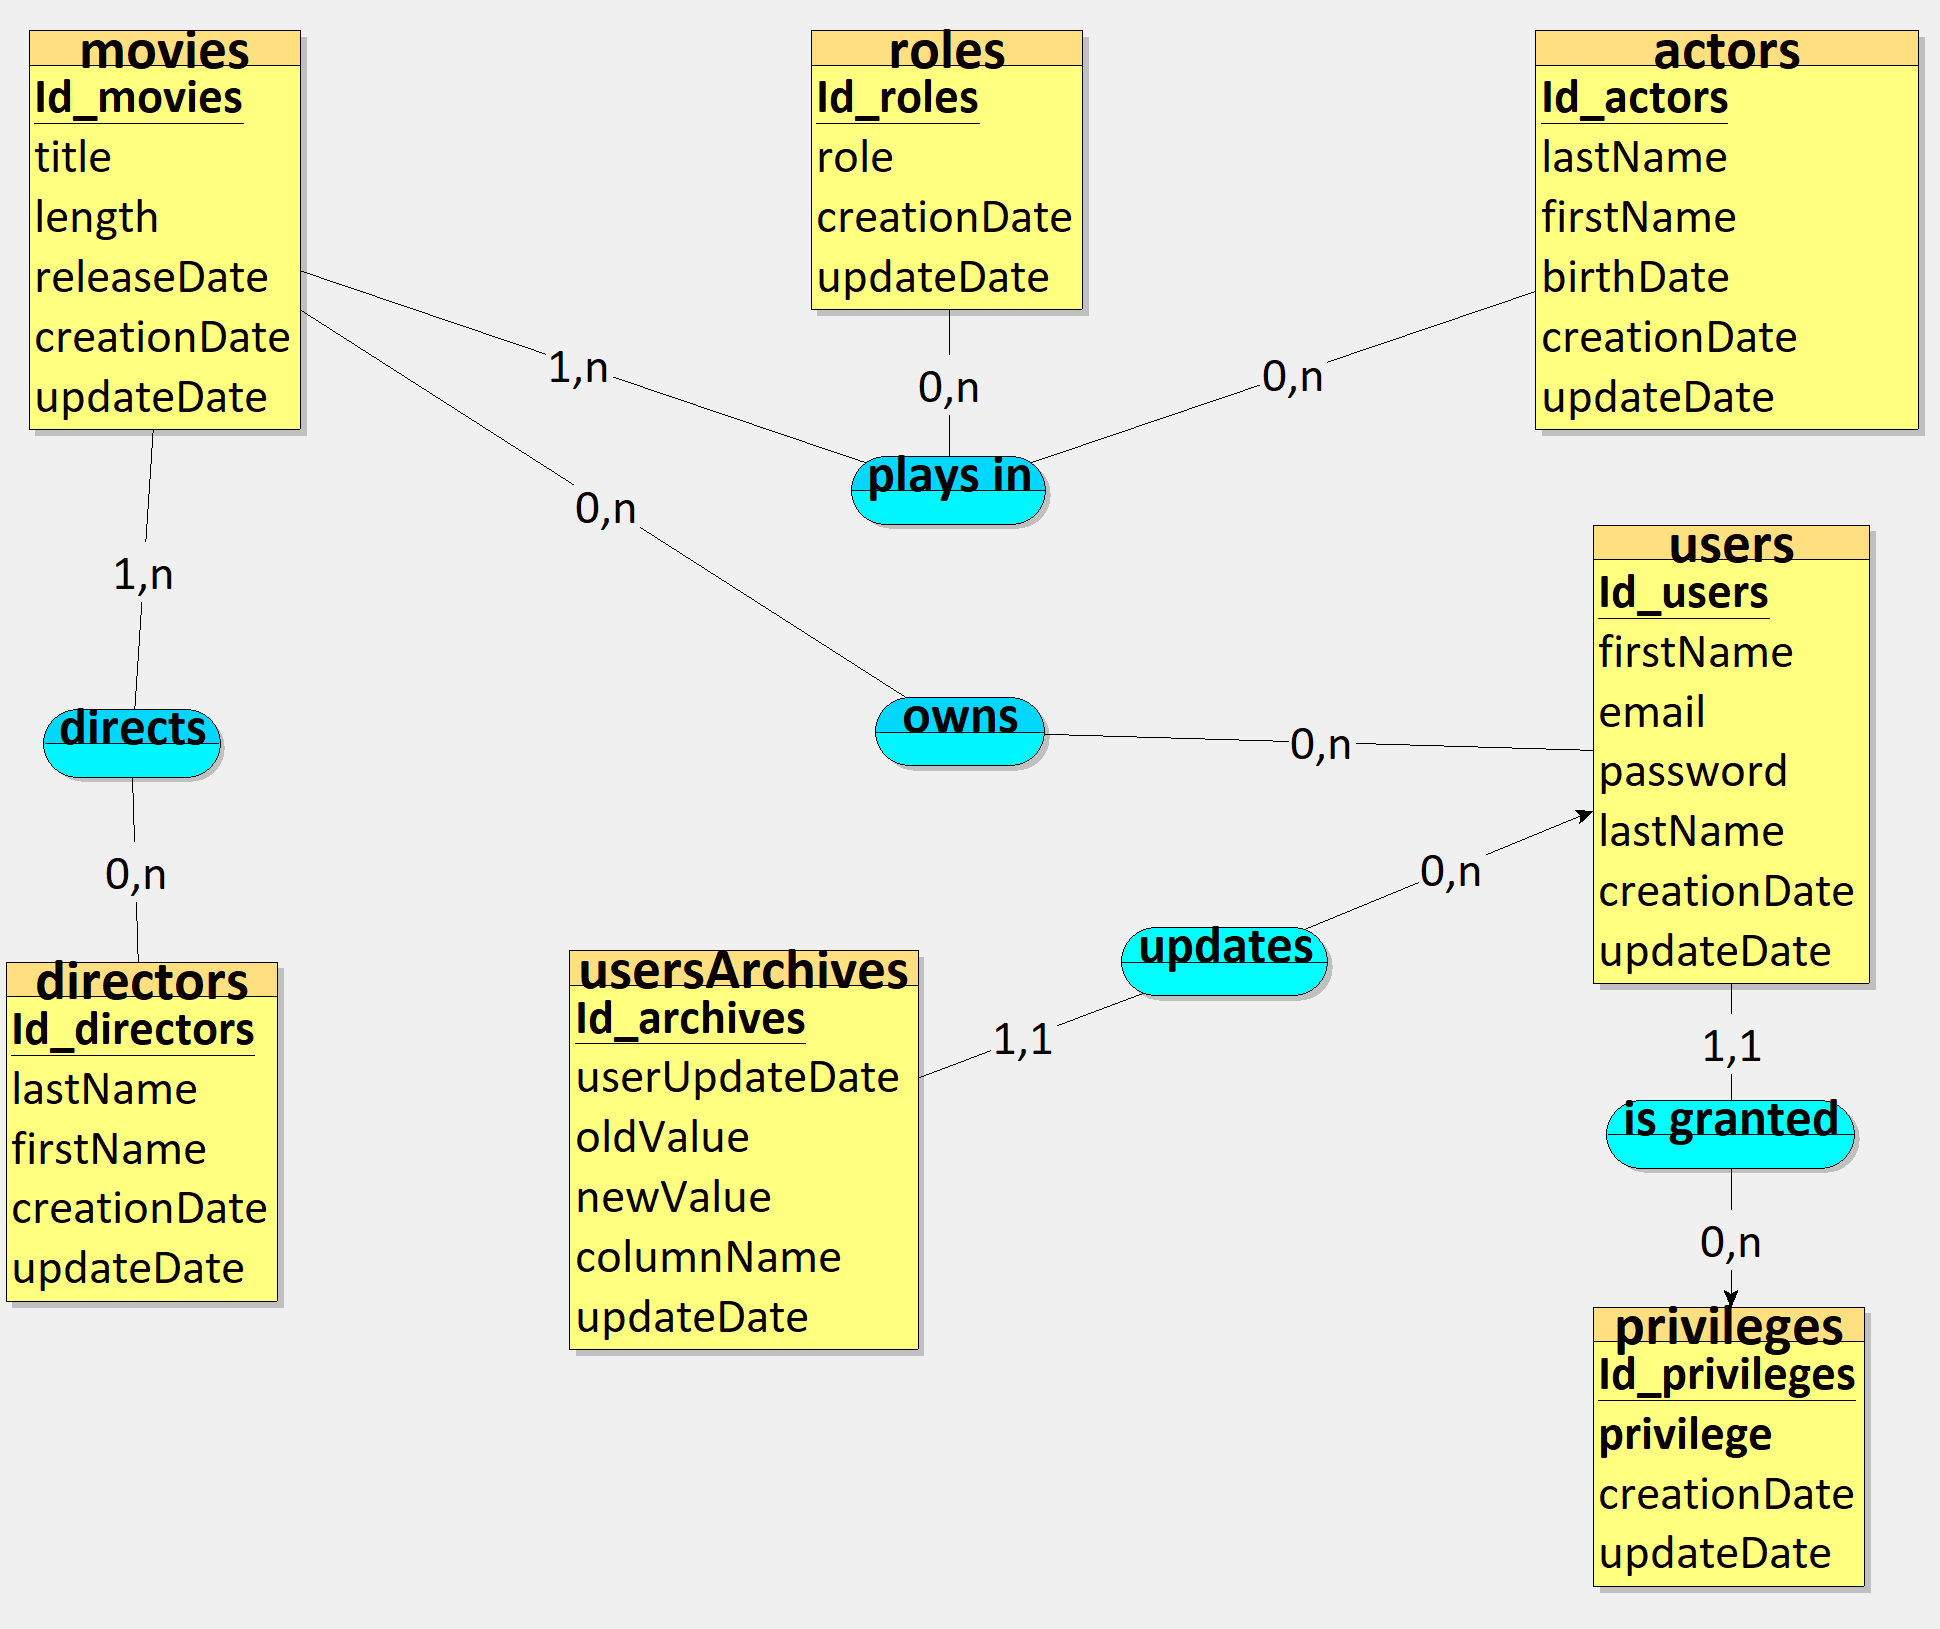 movies
Id_movies
title
length
releaseDate
creationDate
updateDate
roles
Id_roles
role
creationDate
updateDate
actors
Id_actors
lastName
firstName
birthDate
creationDate
updateDate
1,n
0,n
0,n
plays in
0,n
1,n
directs
0,n
owns
0,n
users
Id_users
firstName
email
password
lastName
creationDate
updateDate
0,n
updates
1,1
directors
Id_directors
lastName
firstName
creationDate
updateDate
usersArchives
Id_archives
userUpdateDate
oldValue
newValue
columnName
updateDate
1,1
is granted
0,n
privileges
Id_privileges
privilege
creationDate
updateDate